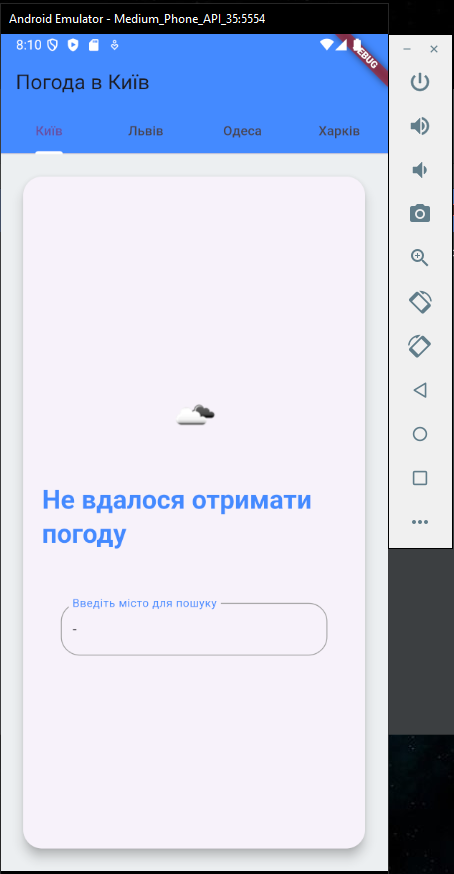 Android Emulator - Medium_Phone_API_35:5554
8:10
DEBUG
Погода в Київ
Київ
Львів
Одеса
Харків
Не вдалося отримати
погоду
Введіть місто для пошуку
-